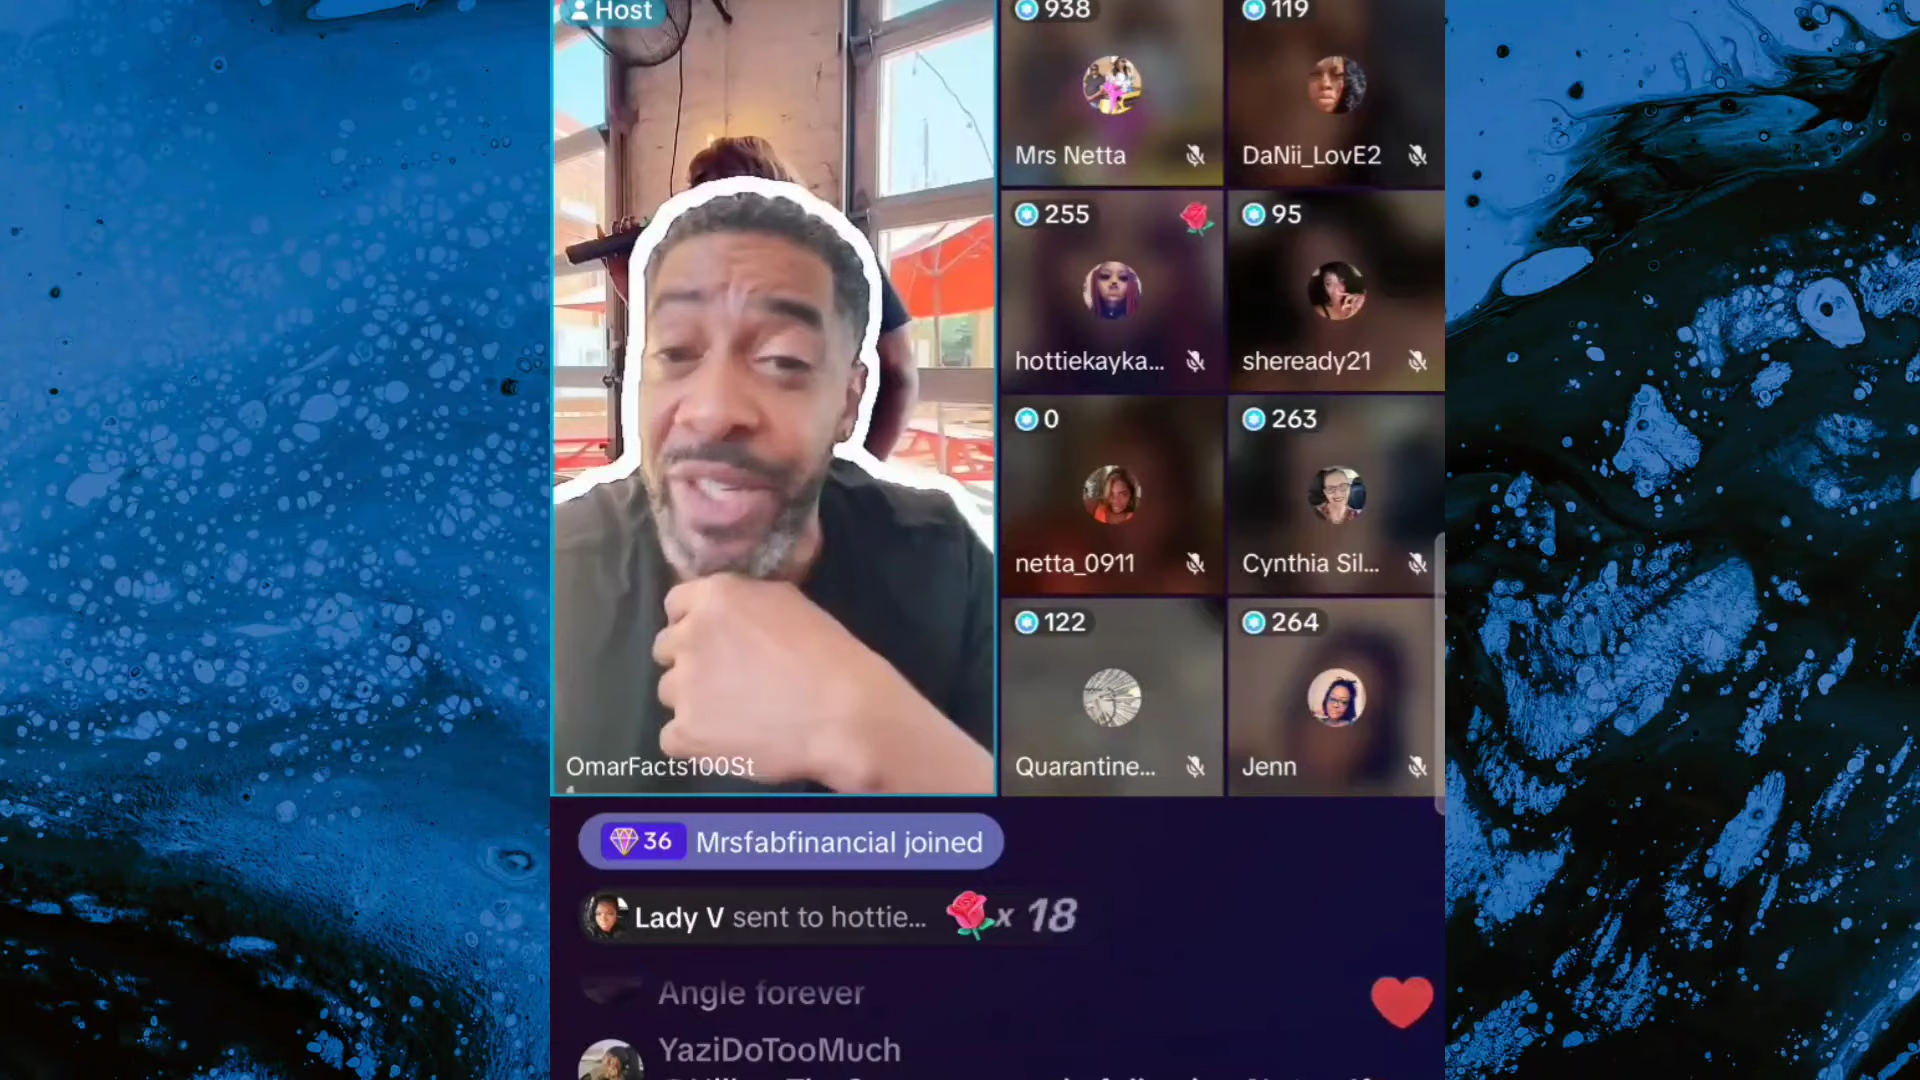 Host
OmarFacts100St
938
Mrs Netta
119
DaNii_LovE2
255
hottiekayka...
95
sheready21
0
netta_0911
263
Cynthia Sil...
122
Quarantine...
264
Jenn
36 Mrsfabfinancial joined
Lady V sent to hottie... x 18
Angle forever
YaziDoTooMuch